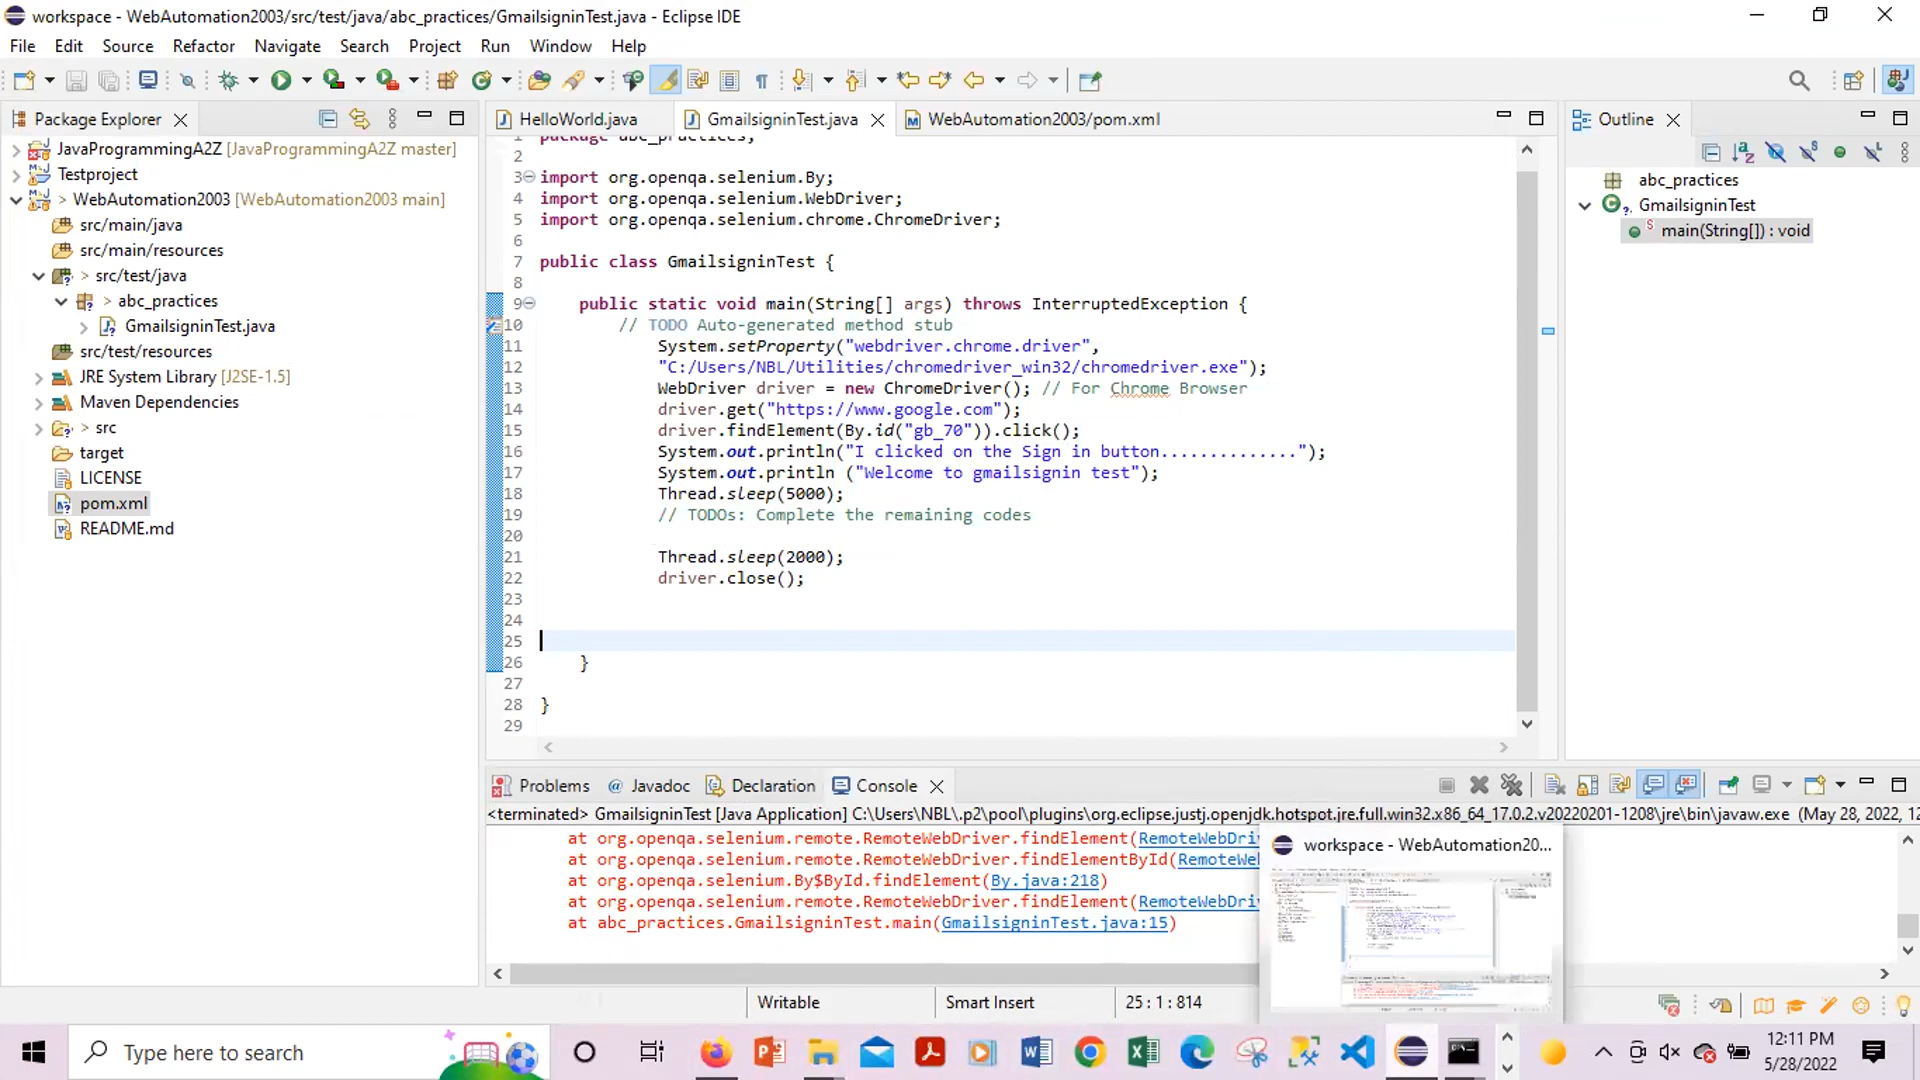 workspace - WebAutomation2003/src/test/java/abc_practices/GmailsigninTest.java - Eclipse IDE
File Edit Source Refactor Navigate Search Project Run Window Help
Package Explorer
JavaProgrammingA2Z [JavaProgrammingA2Z master]
Testproject
> WebAutomation2003 [WebAutomation2003 main]
src/main/java
src/main/resources
> src/test/java
> abc_practices
GmailsigninTest.java
src/test/resources
JRE System Library [J2SE-1.5]
Maven Dependencies
> src
target
LICENSE
pom.xml
README.md
HelloWorld.java GmailsigninTest.java WebAutomation2003/pom.xml
1 package abc_practices;
2
3 import org.openqa.selenium.By;
4 import org.openqa.selenium.WebDriver;
5 import org.openqa.selenium.chrome.ChromeDriver;
6
7 public class GmailsigninTest {
8
9 public static void main(String[] args) throws InterruptedException {
10 // TODO Auto-generated method stub
11 System.setProperty("webdriver.chrome.driver",
12 "C:/Users/NBL/Utilities/chromedriver_win32/chromedriver.exe");
13 WebDriver driver = new ChromeDriver(); // For Chrome Browser
14 driver.get("https://www.google.com");
15 driver.findElement(By.id("gb_70")).click();
16 System.out.println("I clicked on the Sign in button..............");
17 System.out.println ("Welcome to gmailsignin test");
18 Thread.sleep(5000);
19 // TODOs: Complete the remaining codes
20
21 Thread.sleep(2000);
22 driver.close();
23
24
25
26 }
27
28 }
29
Outline
abc_practices
GmailsigninTest
main(String[]) : void
Problems @ Javadoc Declaration Console
<terminated> GmailsigninTest [Java Application] C:\Users\NBL\.p2\pool\plugins\org.eclipse.justj.openjdk.hotspot.jre.full.win32.x86_64_17.0.2.v20220201-1208\jre\bin\javaw.exe (May 28, 2022, 12
at org.openqa.selenium.remote.RemoteWebDriver.findElement(RemoteWebDri
at org.openqa.selenium.remote.RemoteWebDriver.findElementById(RemoteWe
at org.openqa.selenium.By$ById.findElement(By.java:218)
at org.openqa.selenium.remote.RemoteWebDriver.findElement(RemoteWebDri
at abc_practices.GmailsigninTest.main(GmailsigninTest.java:15)
workspace - WebAutomation20...
Writable Smart Insert 25 : 1 : 814
Type here to search
12:11 PM
5/28/2022